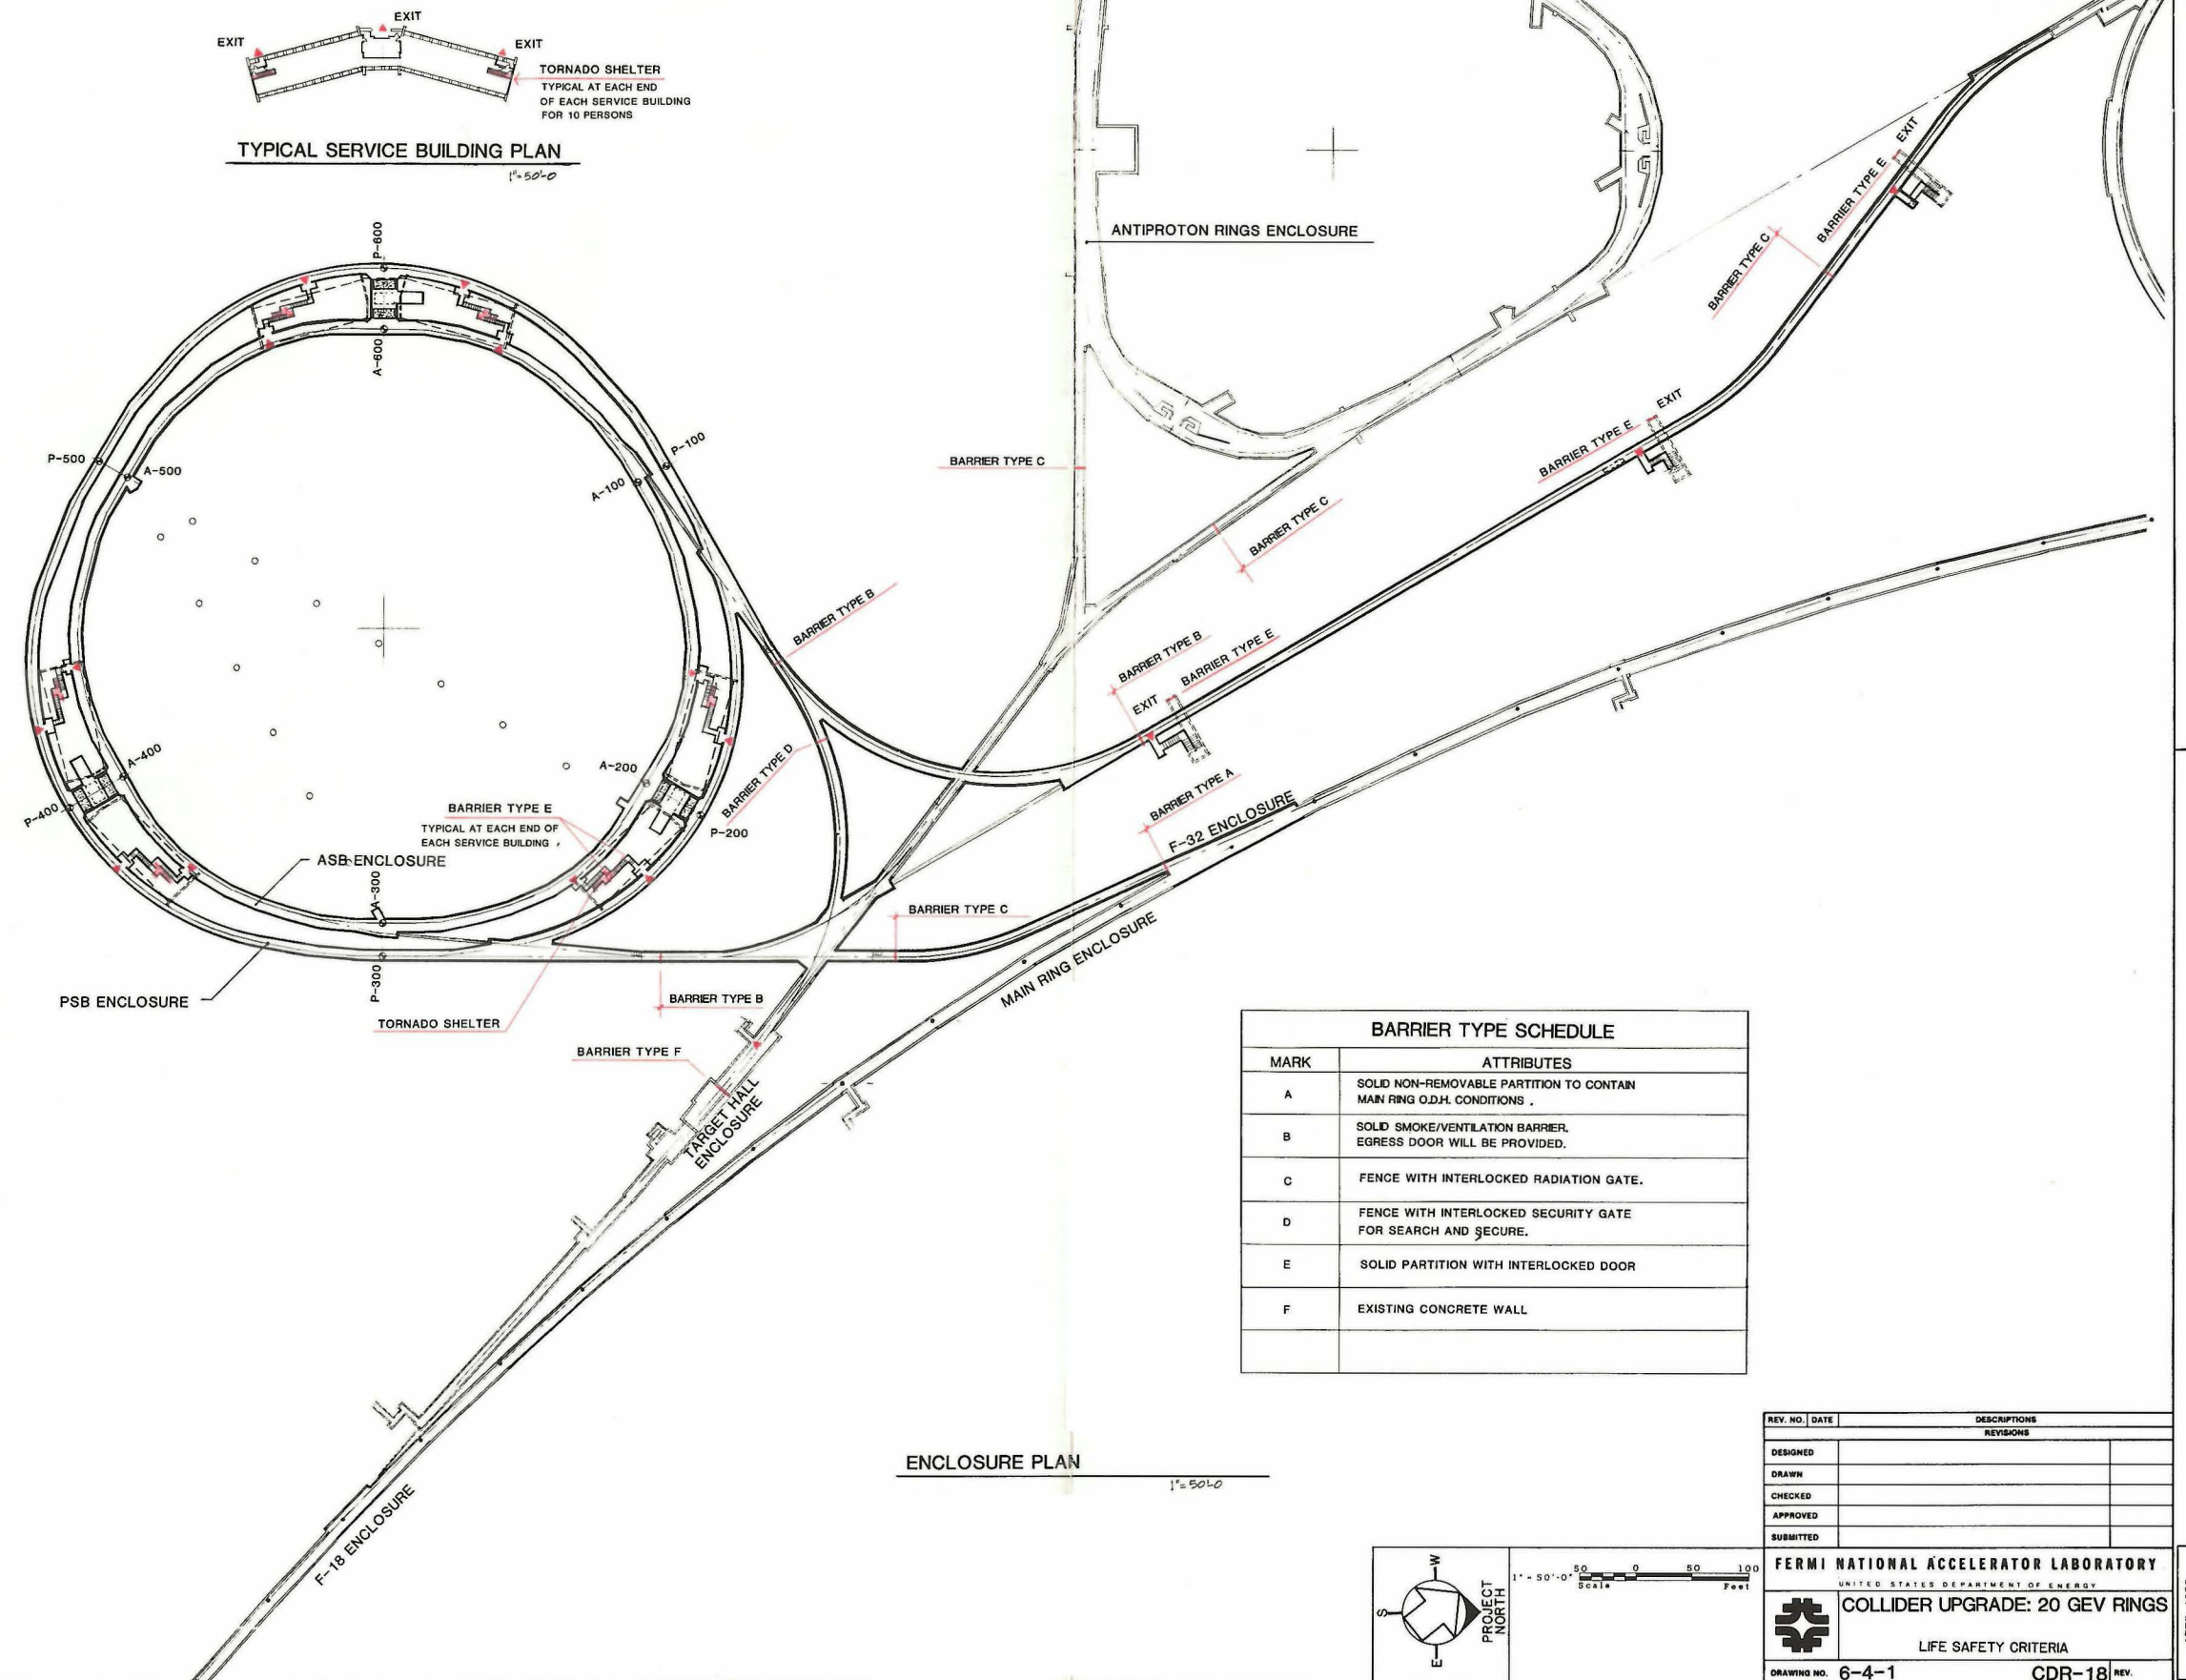 EXIT
EXIT
EXIT
TORNADO SHELTER
TYPICAL AT EACH END
OF EACH SERVICE BUILDING
FOR 10 PERSONS
TYPICAL SERVICE BUILDING PLAN
1"=50'-0
P-600
A-600
P-500
A-500
P-100
A-100
ANTIPROTON RINGS ENCLOSURE
EXIT
BARRIER TYPE E
BARRIER TYPE C
EXIT
BARRIER TYPE E
BARRIER TYPE C
BARRIER TYPE C
BARRIER TYPE B
BARRIER TYPE B
BARRIER TYPE E
EXIT
BARRIER TYPE D
BARRIER TYPE A
F-32 ENCLOSURE
A-400
P-400
A-200
P-200
BARRIER TYPE E
TYPICAL AT EACH END OF
EACH SERVICE BUILDING
ASB ENCLOSURE
A-300
P-300
BARRIER TYPE C
MAIN RING ENCLOSURE
PSB ENCLOSURE
BARRIER TYPE B
TORNADO SHELTER
BARRIER TYPE F
TARGET HALL
ENCLOSURE
BARRIER TYPE SCHEDULE
MARK ATTRIBUTES
A SOLID NON-REMOVABLE PARTITION TO CONTAIN
MAIN RING O.D.H. CONDITIONS .
B SOLID SMOKE/VENTILATION BARRIER.
EGRESS DOOR WILL BE PROVIDED.
C FENCE WITH INTERLOCKED RADIATION GATE.
D FENCE WITH INTERLOCKED SECURITY GATE
FOR SEARCH AND SECURE.
E SOLID PARTITION WITH INTERLOCKED DOOR
F EXISTING CONCRETE WALL
ENCLOSURE PLAN
1"=50'-0
F-18 ENCLOSURE
W
S
E
PROJECT
NORTH
1" = 50'-0"
50 0 50 100
Scale Feet
REV. NO. DATE DESCRIPTIONS
REVISIONS
DESIGNED
DRAWN
CHECKED
APPROVED
SUBMITTED
FERMI NATIONAL ACCELERATOR LABORATORY
UNITED STATES DEPARTMENT OF ENERGY
COLLIDER UPGRADE: 20 GEV RINGS
LIFE SAFETY CRITERIA
DRAWING NO. 6-4-1 CDR-18 REV.